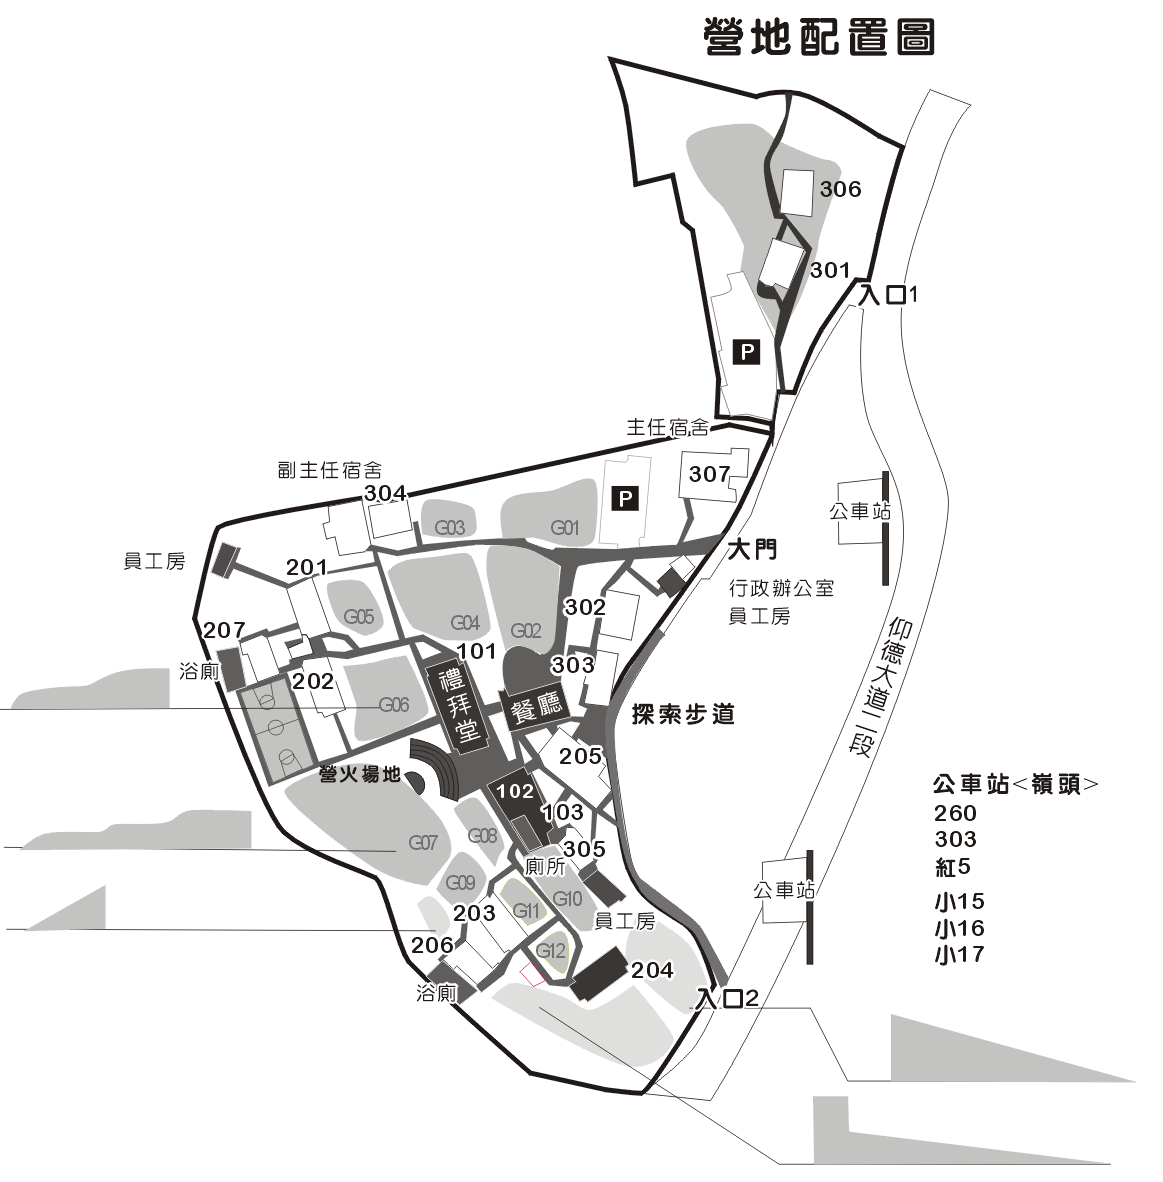 營地配置圖
306
301
入口1
P
主任宿舍
307
副主任宿舍
304
P
G03
G01
公車站
大門
員工房
201
行政辦公室
員工房
G05
G04
302
G02
207
101
303
浴廁
202
禮拜堂
餐廳
G06
仰德大道二段
探索步道
205
營火場地
102
103
公車站<嶺頭>
260
303
紅5
小15
小16
小17
G07
G08
305
廁所
G09
G10
公車站
203
G11
員工房
206
G12
204
浴廁
入口2